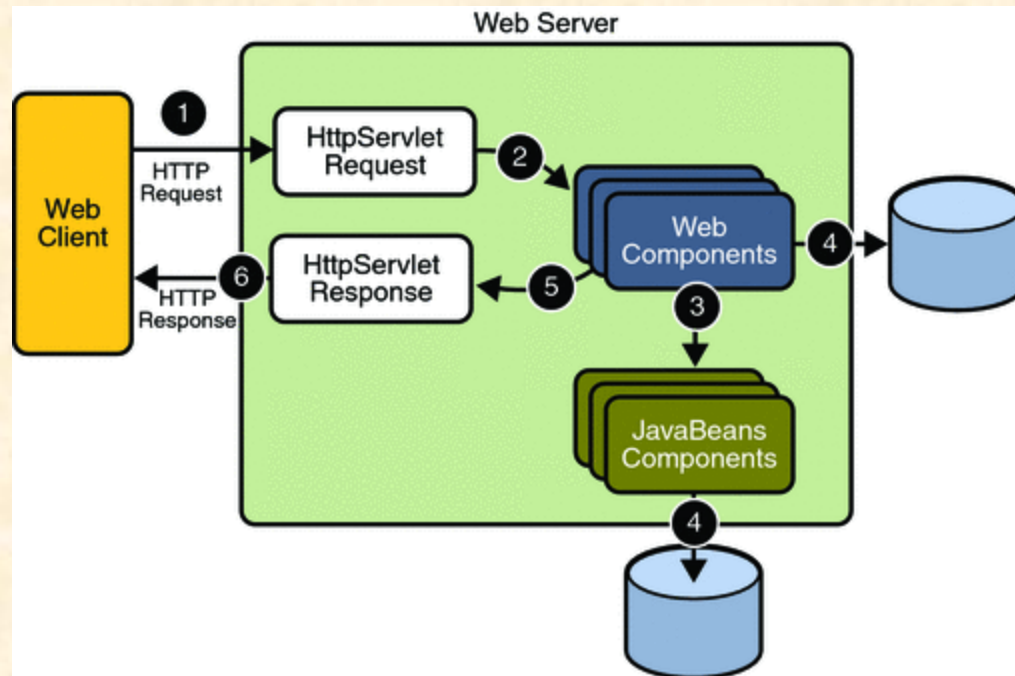 Web Server
1
HTTP
Request
Web
Client
HttpServlet
Request
2
Web
Components
4
HttpServlet
Response
5
6
HTTP
Response
3
JavaBeans
Components
4